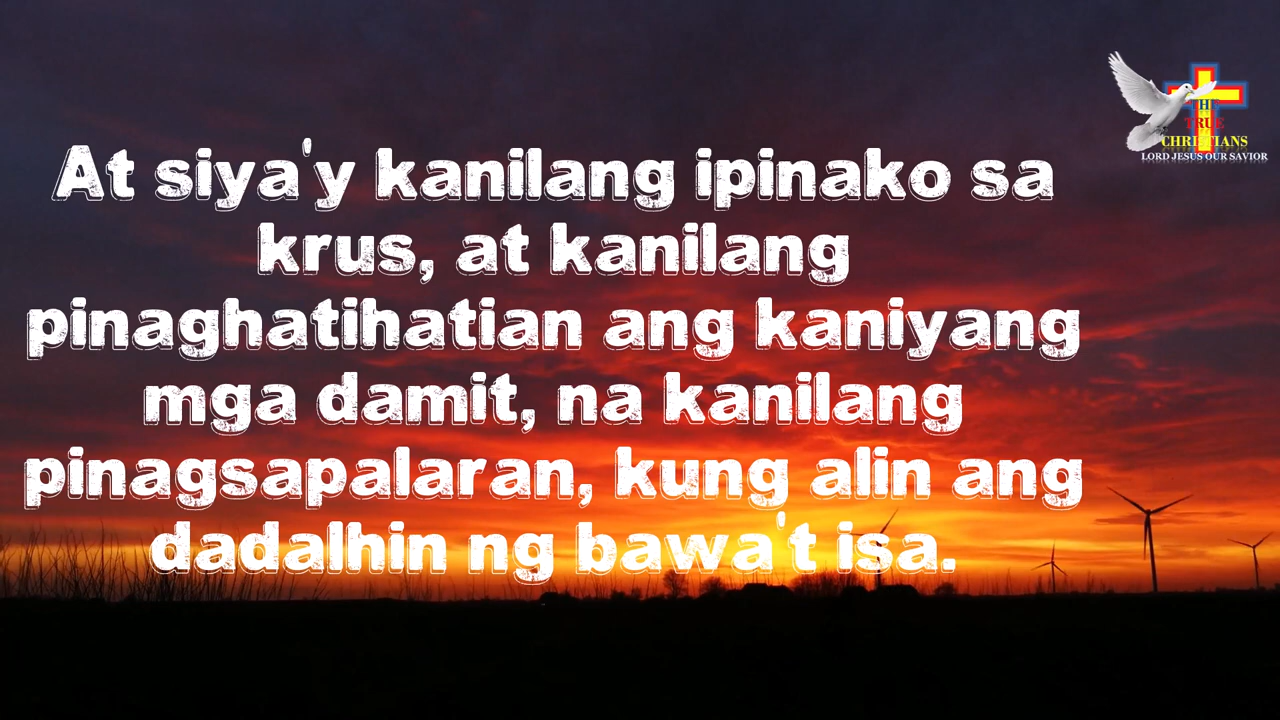 At siya'y kanilang ipinako sa
krus, at kanilang
pinaghatihatian ang kaniyang
mga damit, na kanilang
pinagsapalaran, kung alin ang
dadalhin ng bawa't isa.
THE
TRUE
CHRISTIANS
LORD JESUS OUR SAVIOR